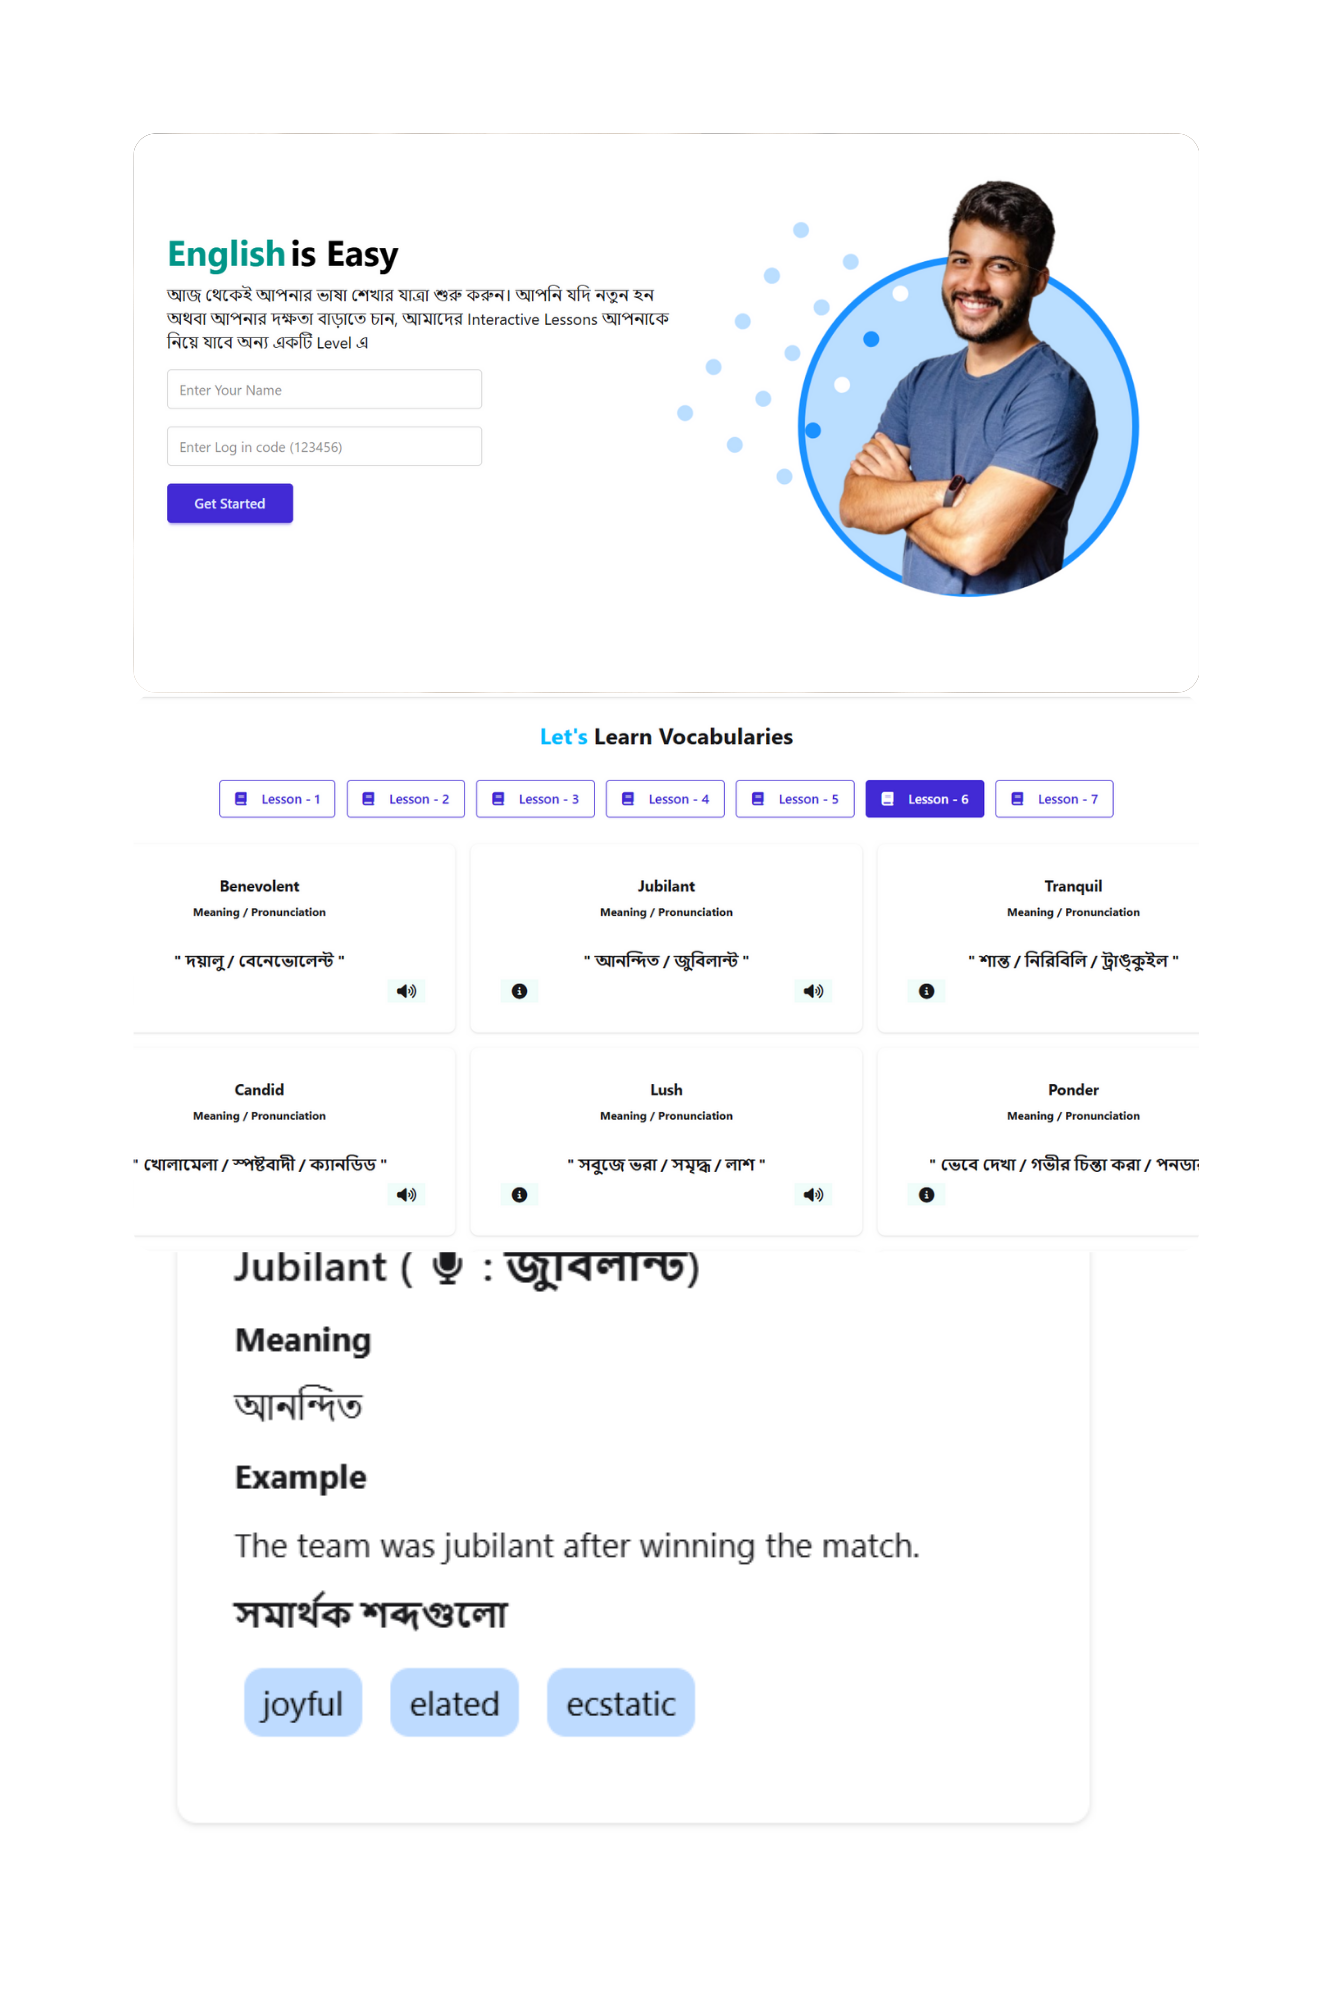 English is Easy
আজ থেকেই আপনার ভাষা শেখার যাত্রা শুরু করুন। আপনি যদি নতুন হন
অথবা আপনার দক্ষতা বাড়াতে চান, আমাদের Interactive Lessons আপনাকে
নিয়ে যাবে অন্য একটি Level এ
Enter Your Name
Enter Log in code (123456)
Get Started
Let's Learn Vocabularies
Lesson - 1 Lesson - 2 Lesson - 3 Lesson - 4 Lesson - 5 Lesson - 6 Lesson - 7
Benevolent
Meaning / Pronunciation
" দয়ালু / বেনেভোলেন্ট "
Jubilant
Meaning / Pronunciation
" আনন্দিত / জুবিলান্ট "
Tranquil
Meaning / Pronunciation
" শান্ত / নিরিবিলি / ট্রাঙ্কুইল "
Candid
Meaning / Pronunciation
" খোলামেলা / স্পষ্টবাদী / ক্যানডিড "
Lush
Meaning / Pronunciation
" সবুজে ভরা / সমৃদ্ধ / লাশ "
Ponder
Meaning / Pronunciation
" ভেবে দেখা / গভীর চিন্তা করা /
Jubilant ( : জুবিলান্ট)
Meaning
আনন্দিত
Example
The team was jubilant after winning the match.
সমার্থক শব্দগুলো
joyful elated ecstatic